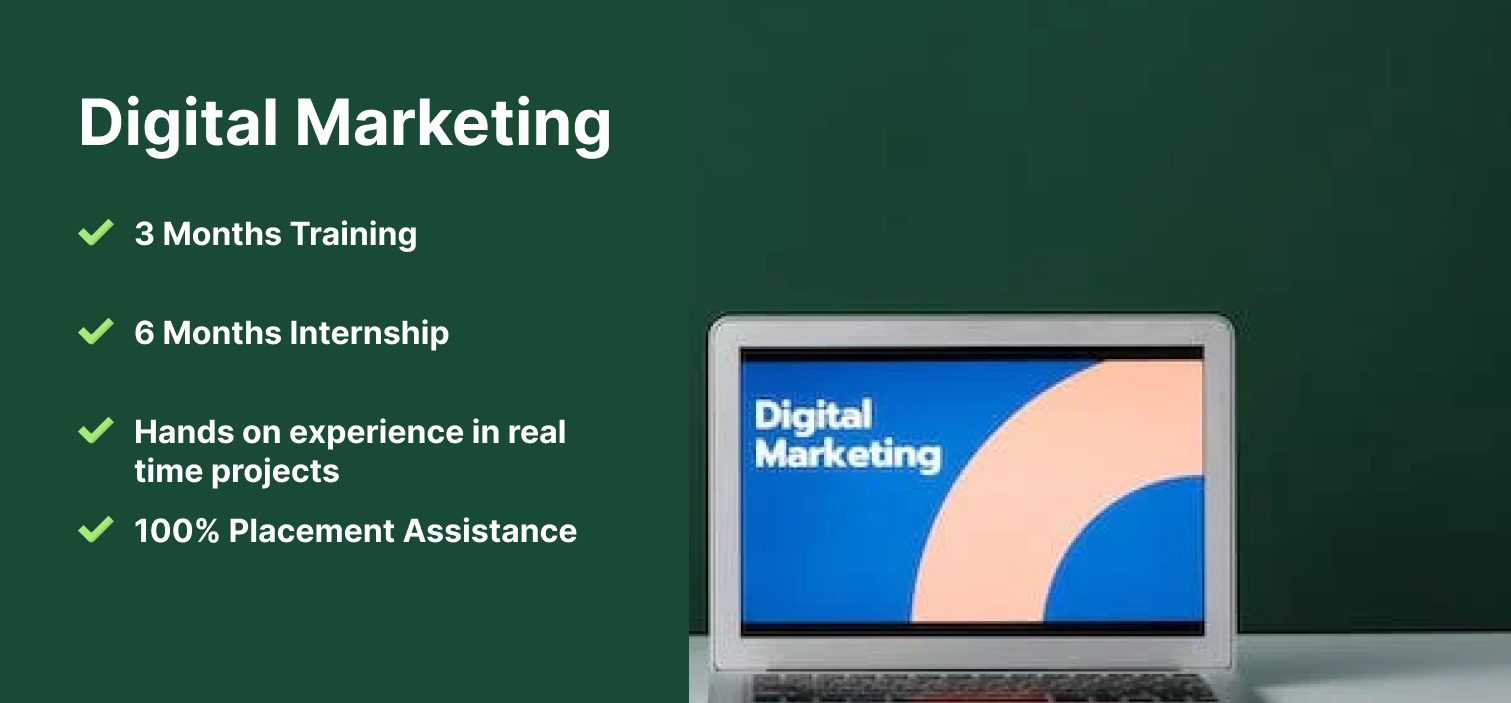 Digital Marketing
3 Months Training
6 Months Internship
Hands on experience in real
time projects
100% Placement Assistance
Digital
Marketing